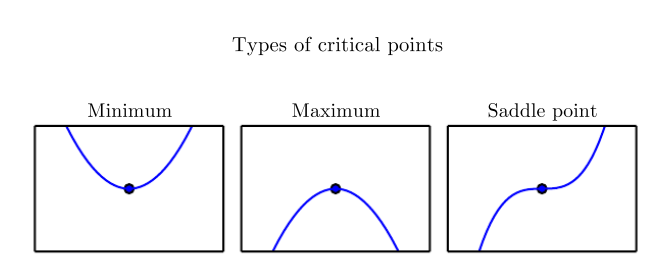 Types of critical points
Minimum
Maximum
Saddle point